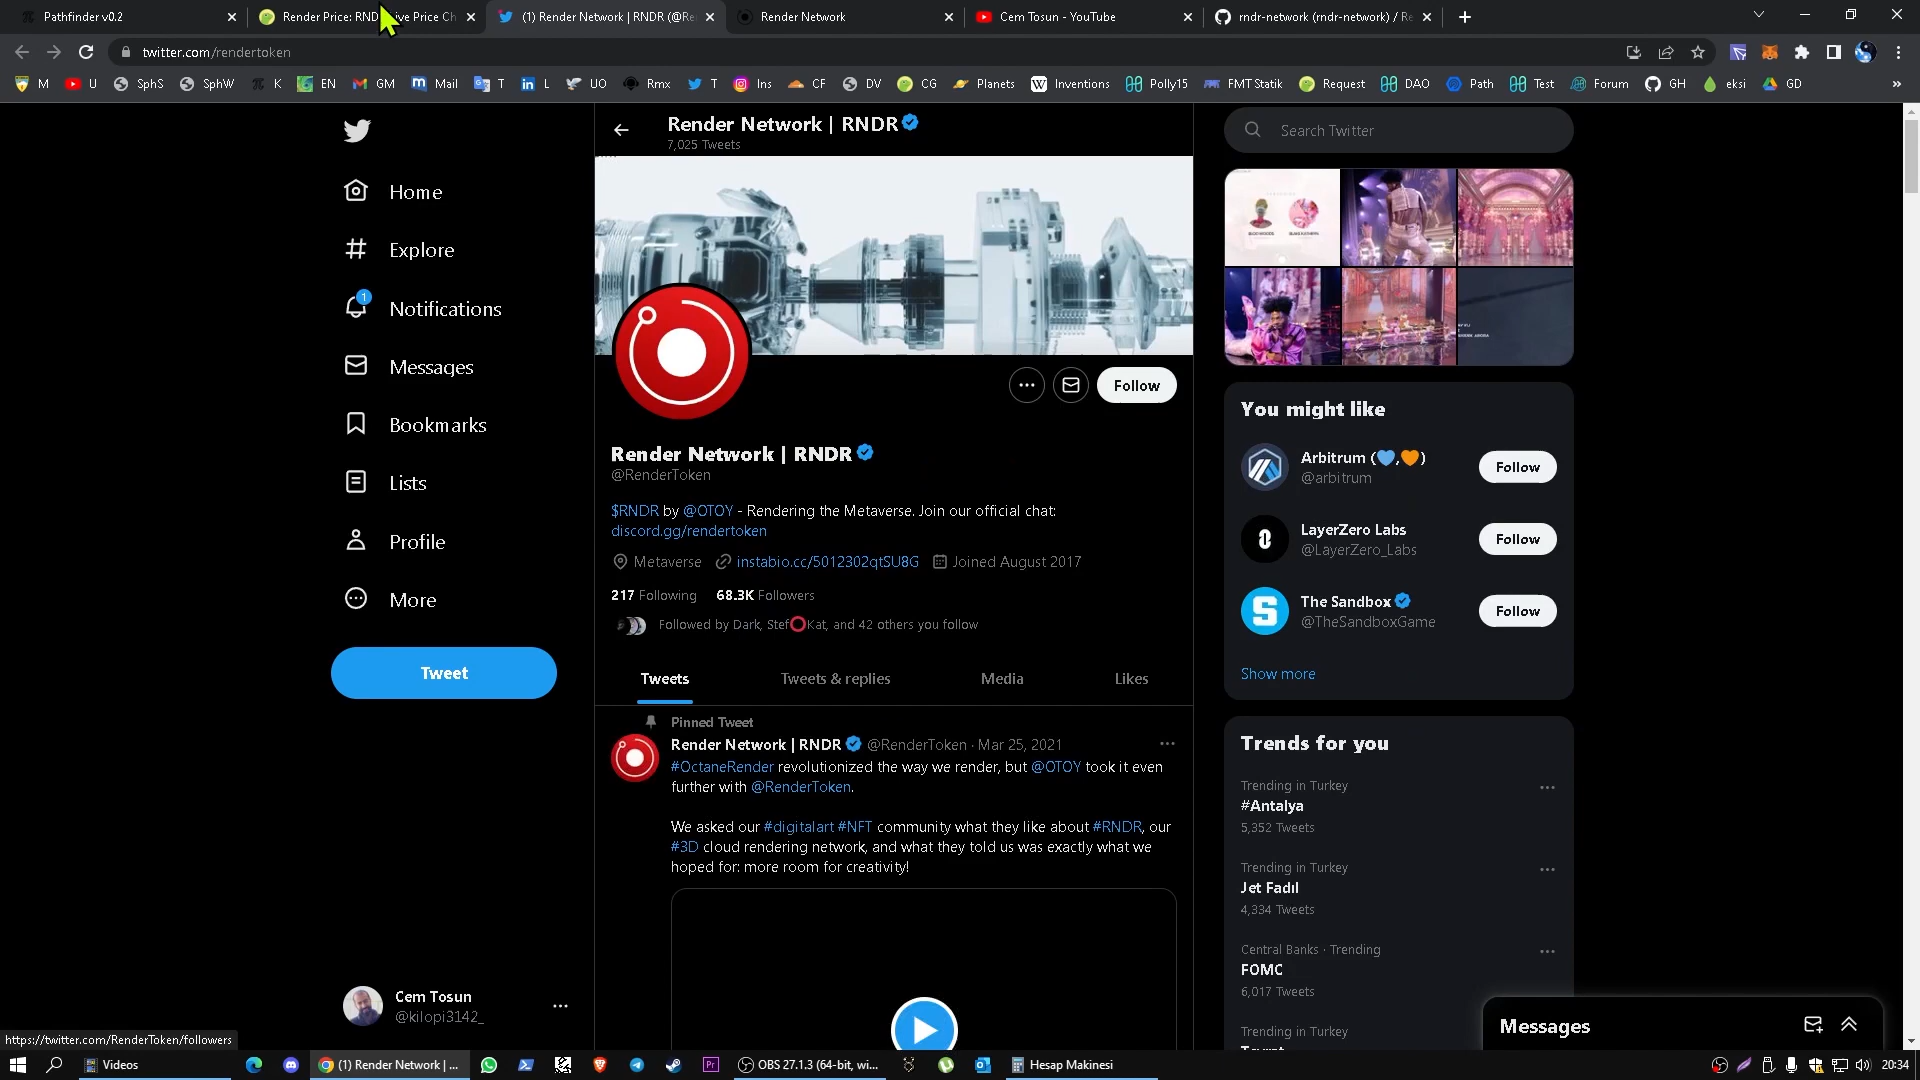 Pathfinder v0.2
Render Price: RND
ive Price Ch
(1) Render Network | RNDR (@Re
Render Network
Cem Tosun - YouTube
rndr-network (rndr-network) / Re
twitter.com/rendertoken
M
U
SphS
SphW
K
EN
GM
Mail
T
L
UO
Rmx
T
Ins
CF
DV
CG
Planets
Inventions
Polly15
FMT Statik
Request
DAO
Path
Test
Forum
GH
eksi
GD
Home
Explore
1
Notifications
Messages
Bookmarks
Lists
Profile
More
Tweet
Cem Tosun
@kilopi3142_
Render Network | RNDR
7,025 Tweets
Follow
Render Network | RNDR
@RenderToken
$RNDR by @OTOY - Rendering the Metaverse. Join our official chat:
discord.gg/rendertoken
Metaverse instabio.cc/5012302qtSU8G Joined August 2017
217 Following 68.3K Followers
Followed by Dark, Stef⭕Kat, and 42 others you follow
Tweets Tweets & replies Media Likes
Pinned Tweet
Render Network | RNDR @RenderToken · Mar 25, 2021
#OctaneRender revolutionized the way we render, but @OTOY took it even
further with @RenderToken.
We asked our #digitalart #NFT community what they like about #RNDR, our
#3D cloud rendering network, and what they told us was exactly what we
hoped for: more room for creativity!
Search Twitter
You might like
Arbitrum (💙,🧡)
@arbitrum
Follow
LayerZero Labs
@LayerZero_Labs
Follow
The Sandbox
@TheSandboxGame
Follow
Show more
Trends for you
Trending in Turkey
#Antalya
5,352 Tweets
Trending in Turkey
Jet Fadıl
4,334 Tweets
Central Banks · Trending
FOMC
6,017 Tweets
Trending in Turkey
Messages
https://twitter.com/RenderToken/followers
Videos
(1) Render Network | ...
OBS 27.1.3 (64-bit, wi...
Hesap Makinesi
20:34